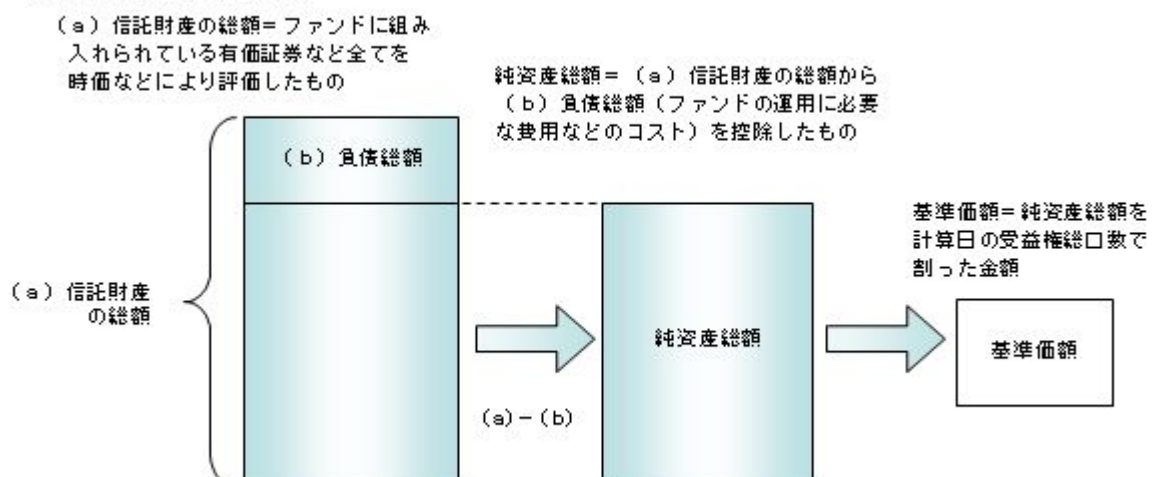 （a）信託財産の総額＝ファンドに組み
入れられている有価証券など全てを
時価などにより評価したもの
純資産総額＝（a）信託財産の総額から
（b）負債総額（ファンドの運用に必要
な費用などのコスト）を控除したもの
（b）負債総額
基準価額＝純資産総額を
計算日の受益権総口数で
割った金額
（a）信託財産
の総額
純資産総額
基準価額
（a）－（b）